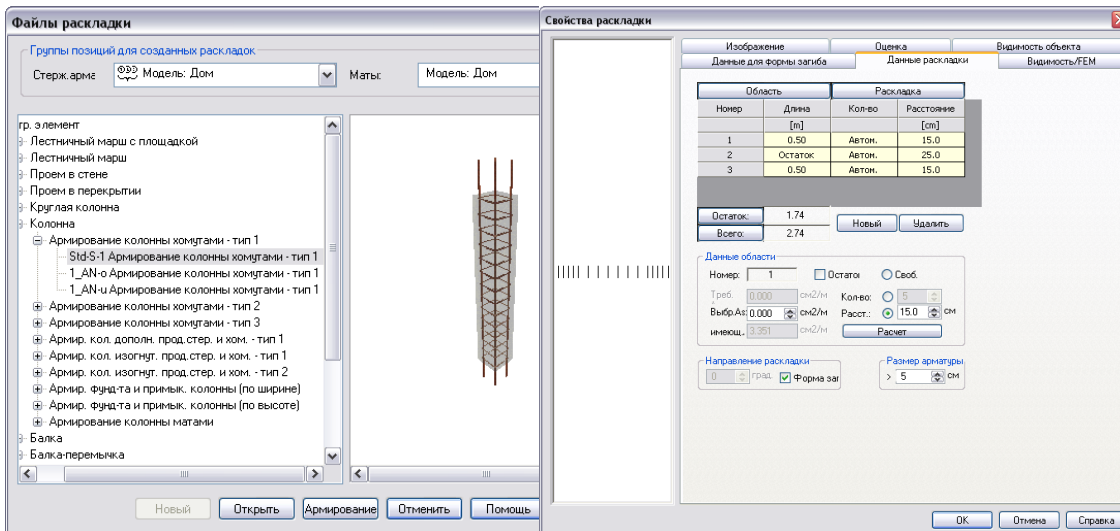 Файлы раскладки
Группы позиций для созданных раскладок
Стерж.арма
Модель: Дом
Маты:
Модель: Дом
гр. элемент
Лестничный марш с площадкой
Лестничный марш
Проем в стене
Проем в перекрытии
Круглая колонна
Колонна
Армирование колонны хомутами - тип 1
Std-S-1 Армирование колонны хомутами - тип 1
1_AN-o Армирование колонны хомутами - тип 1
1_AN-u Армирование колонны хомутами - тип 1
Армирование колонны хомутами - тип 2
Армирование колонны хомутами - тип 3
Армир. кол. дополн. прод.стер. и хом. - тип 1
Армир. кол. изогнут. прод.стер. и хом. - тип 1
Армир. кол. изогнут. прод.стер. и хом. - тип 2
Армир. фунд-та и примык. колонны (по ширине)
Армир. фунд-та и примык. колонны (по высоте)
Армирование колонны матами
Балка
Балка-перемычка
Новый
Открыть
Армирование
Отменить
Помощь
Свойства раскладки
Изображение
Оценка
Видимость объекта
Данные для формы загиба
Данные раскладки
Видимость/FEM
Область
Раскладка
Номер Длина Кол-во Расстояние
[m] [cm]
1 0.50 Автом. 15.0
2 Остаток Автом. 25.0
3 0.50 Автом. 15.0
Остаток: 1.74
Всего: 2.74
Новый
Удалить
Данные области
Номер: 1 Остаток Своб.
Треб. 0.000 см2/м Кол-во: 5
Выбр.As: 0.000 см2/м Расст.: 15.0 см
имеющ. 3.351 см2/м Расчет
Направление раскладки
0 град. Форма заг
Размер арматуры
> 5 см
OK
Отмена
Справка